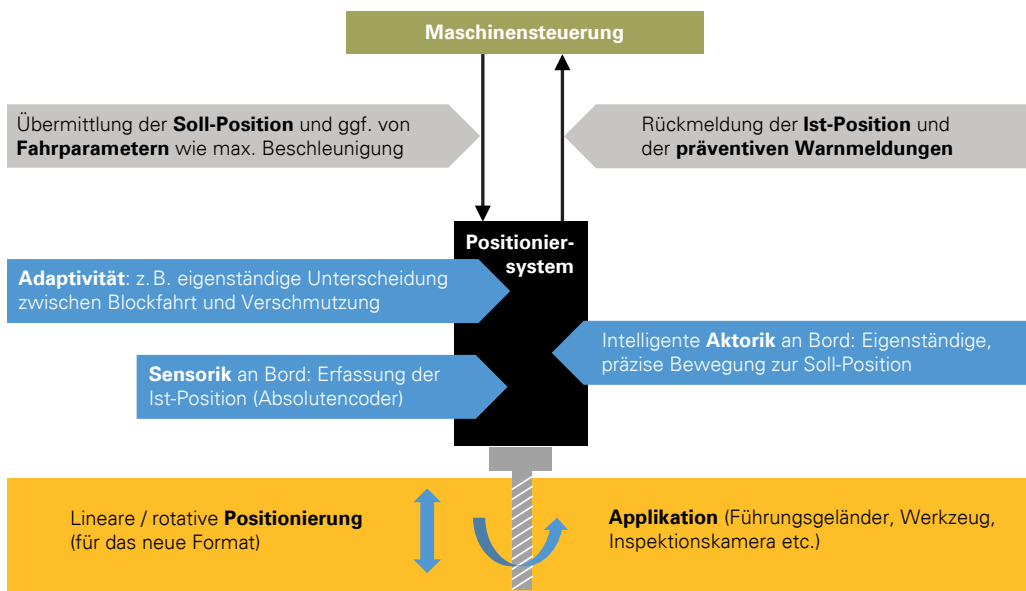 Maschinensteuerung
Übermittlung der Soll-Position und ggf. von
Fahrparametern wie max. Beschleunigung
Rückmeldung der Ist-Position und
der präventiven Warnmeldungen
Positionier-
system
Adaptivität: z. B. eigenständige Unterscheidung
zwischen Blockfahrt und Verschmutzung
Intelligente Aktorik an Bord: Eigenständige,
präzise Bewegung zur Soll-Position
Sensorik an Bord: Erfassung der
Ist-Position (Absolutencoder)
Lineare / rotative Positionierung
(für das neue Format)
Applikation (Führungsgeländer, Werkzeug,
Inspektionskamera etc.)